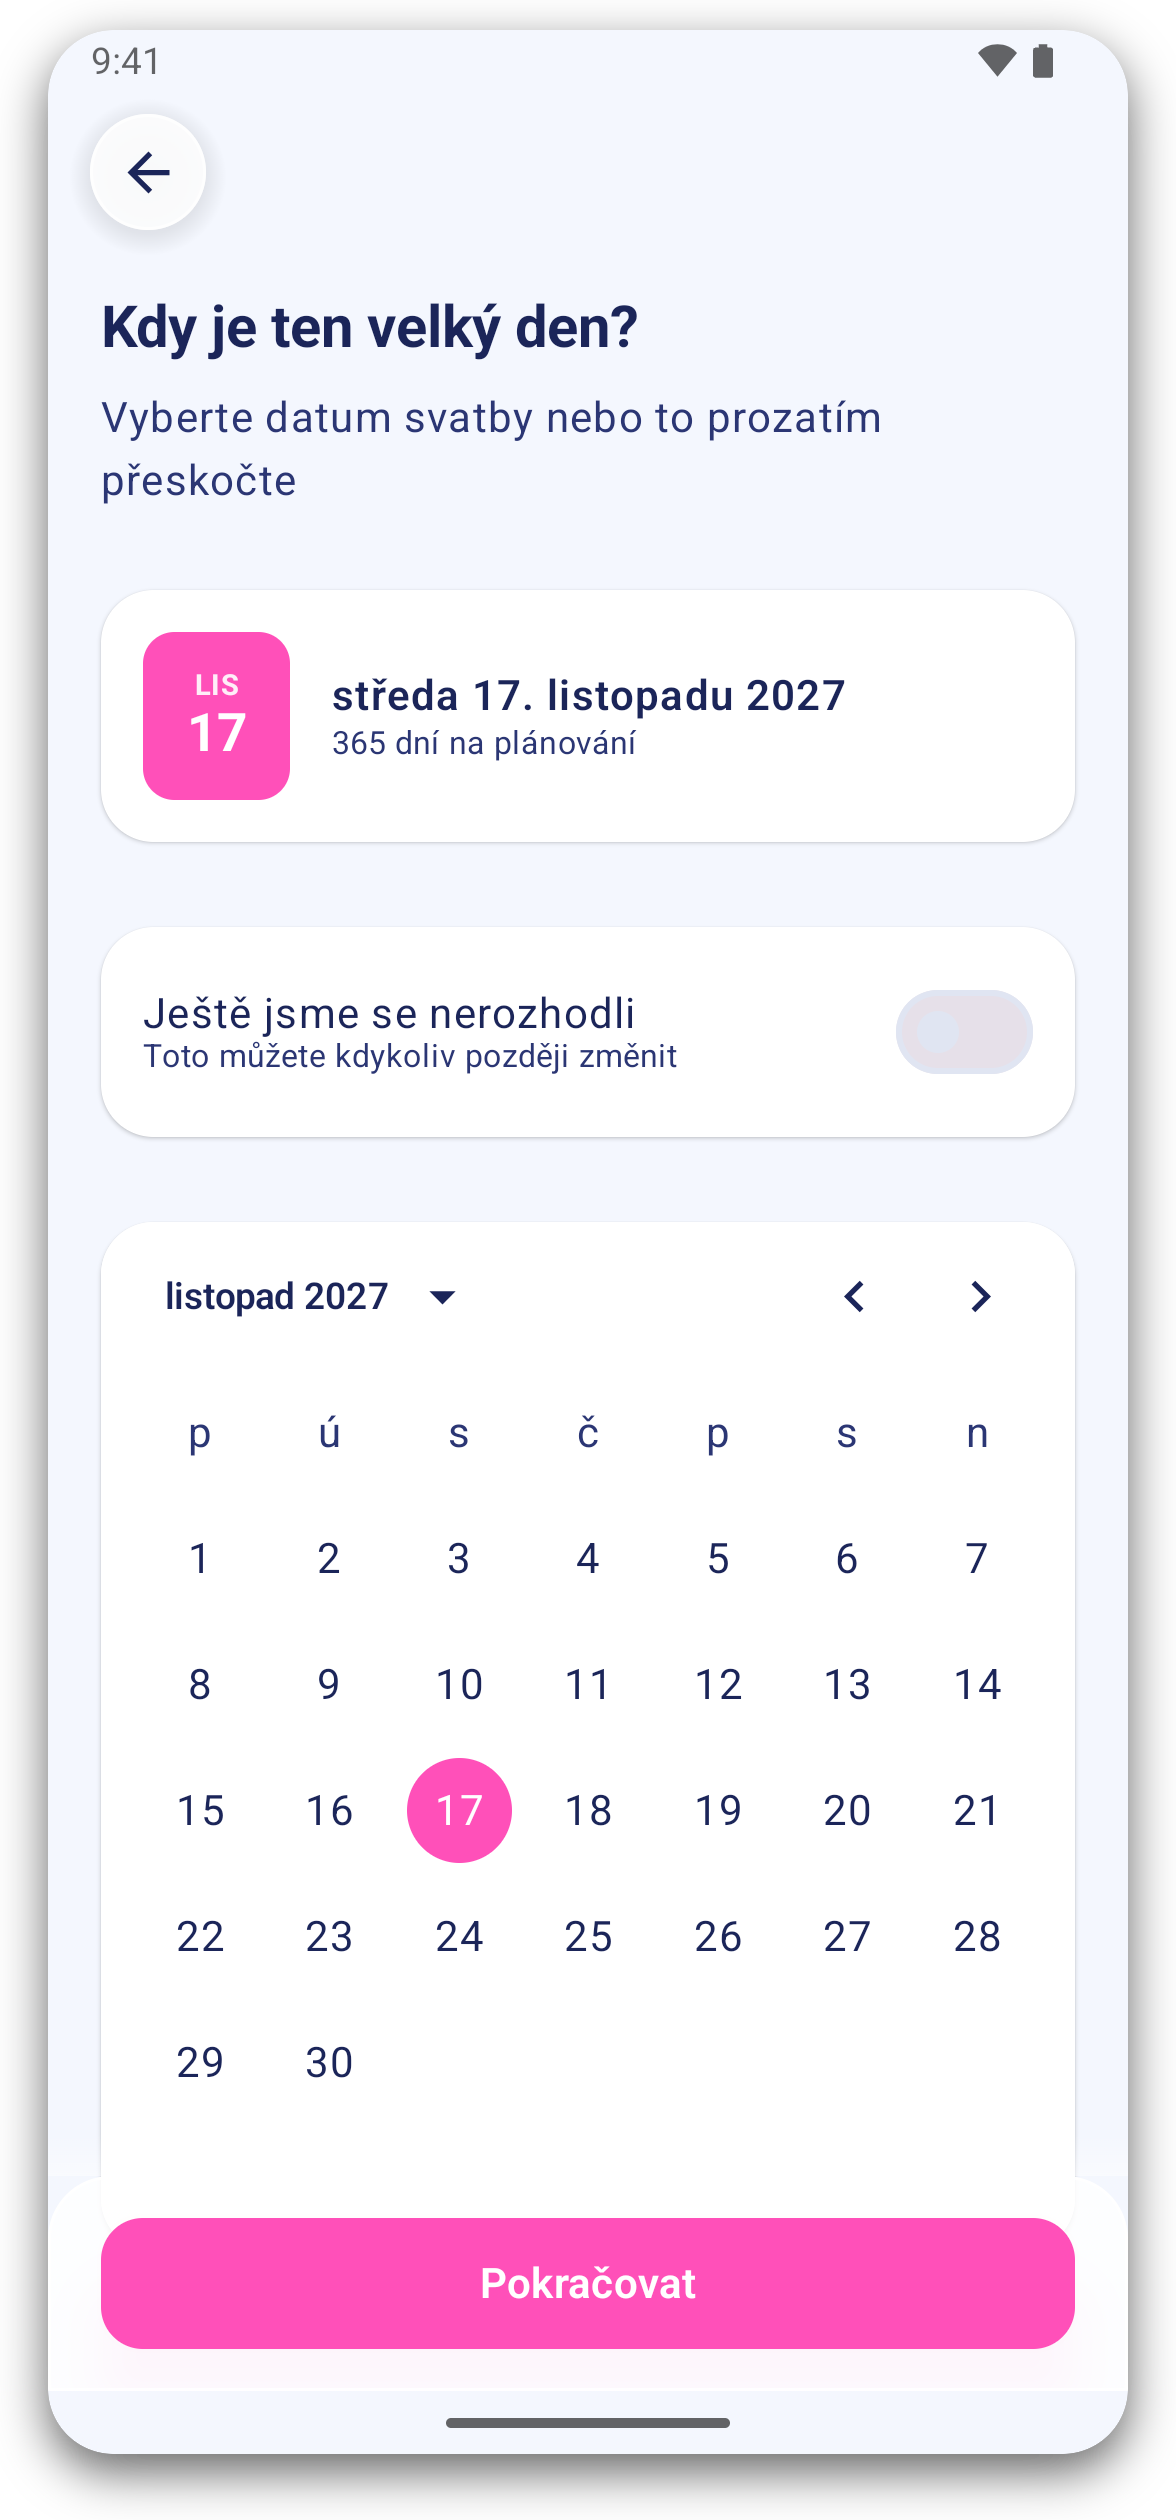 9:41
Kdy je ten velký den?
Vyberte datum svatby nebo to prozatím
přeskočte
LIS
17
středa 17. listopadu 2027
365 dní na plánování
Ještě jsme se nerozhodli
Toto můžete kdykoliv později změnit
listopad 2027
p ú s č p s n
1 2 3 4 5 6 7
8 9 10 11 12 13 14
15 16 17 18 19 20 21
22 23 24 25 26 27 28
29 30
Pokračovat